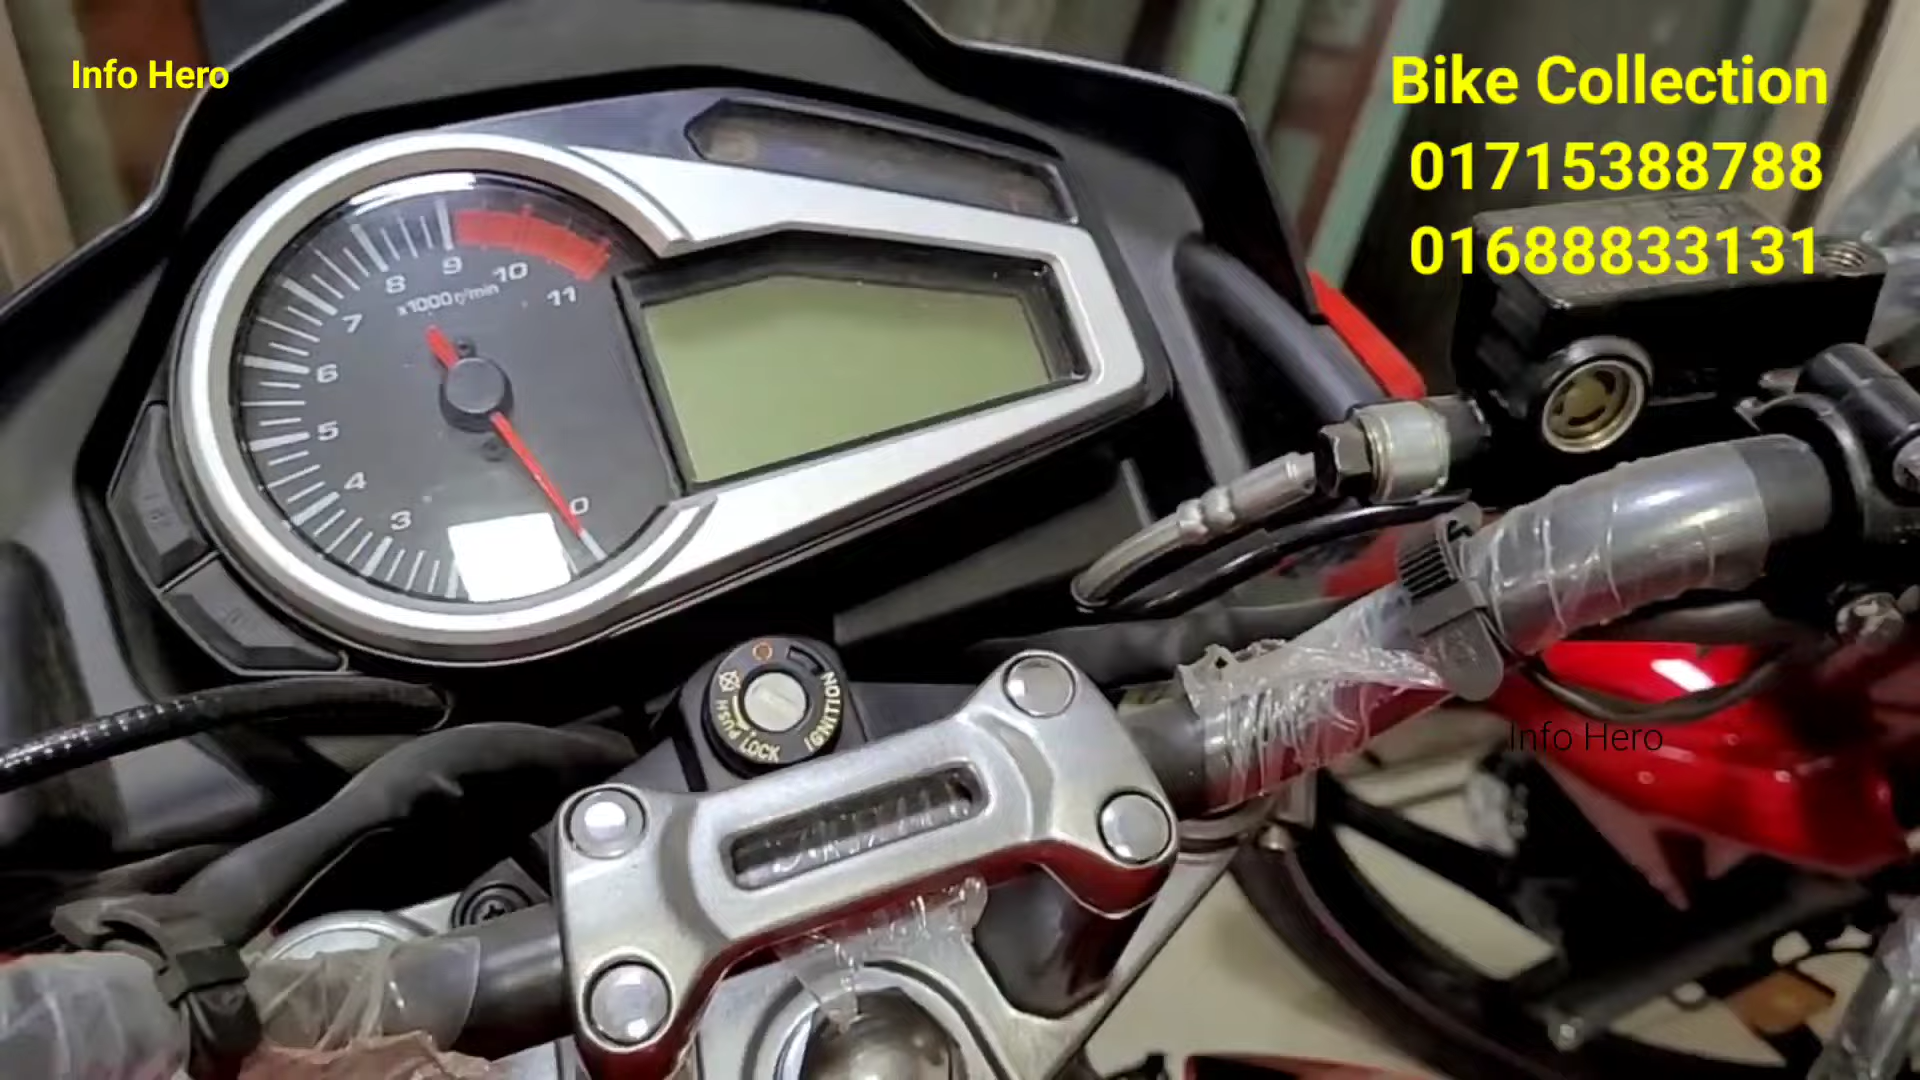 Info Hero
Bike Collection
01715388788
01688833131
8
9
10
x1000 r/min
11
7
6
5
4
3
0
PUSH LOCK IGNITION
Info Hero